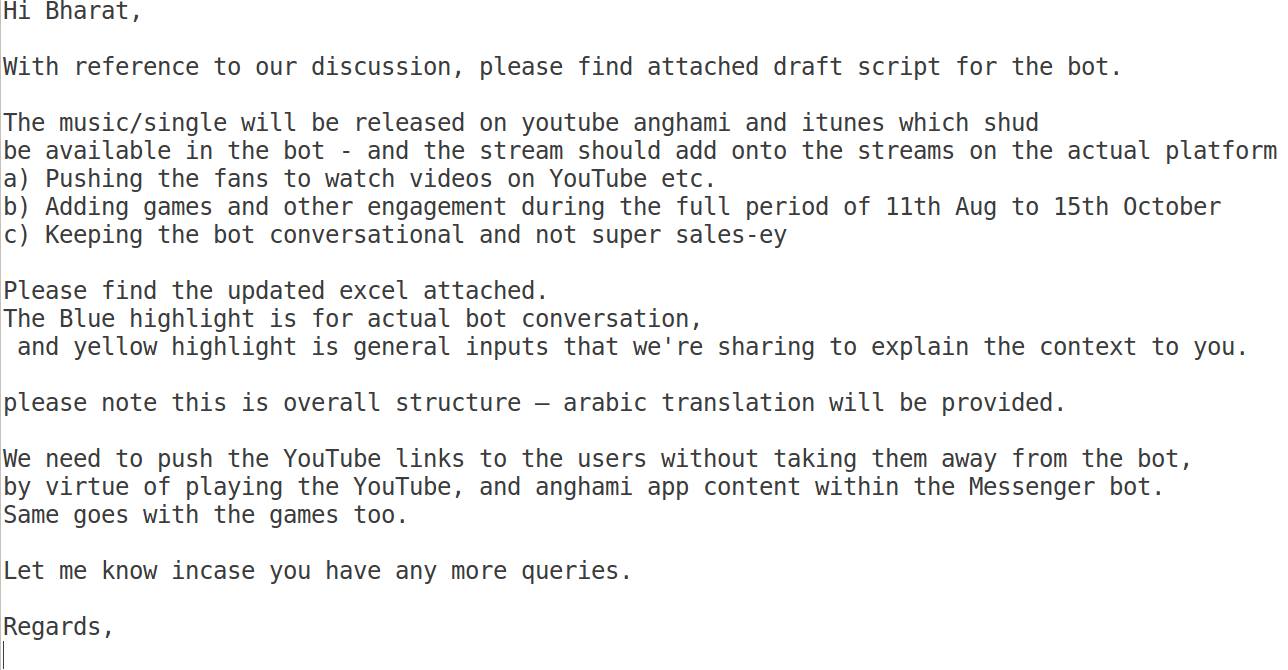 Hi Bharat,
With reference to our discussion, please find attached draft script for the bot.
The music/single will be released on youtube anghami and itunes which shud
be available in the bot - and the stream should add onto the streams on the actual platform
a) Pushing the fans to watch videos on YouTube etc.
b) Adding games and other engagement during the full period of 11th Aug to 15th October
c) Keeping the bot conversational and not super sales-ey
Please find the updated excel attached.
The Blue highlight is for actual bot conversation,
and yellow highlight is general inputs that we're sharing to explain the context to you.
please note this is overall structure – arabic translation will be provided.
We need to push the YouTube links to the users without taking them away from the bot,
by virtue of playing the YouTube, and anghami app content within the Messenger bot.
Same goes with the games too.
Let me know incase you have any more queries.
Regards,